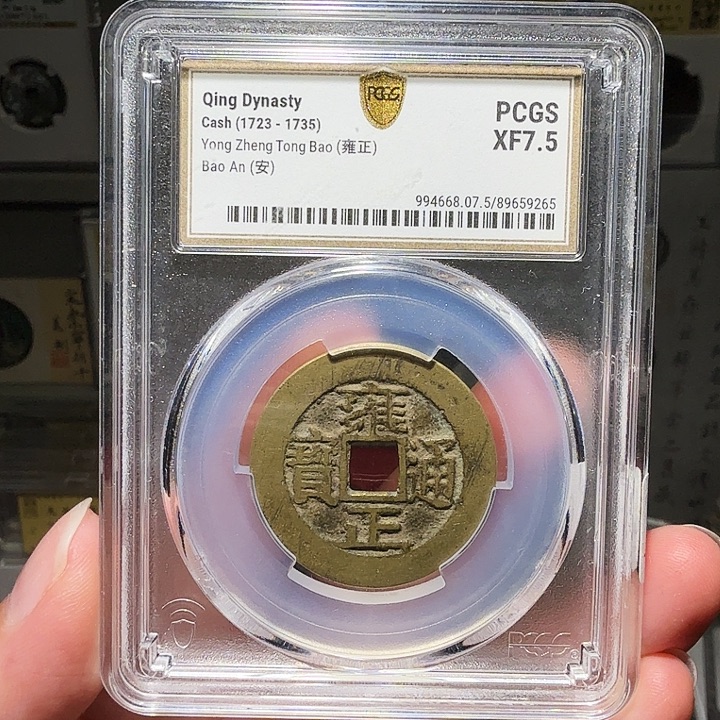 PCGS
Qing Dynasty
Cash (1723 - 1735)
Yong Zheng Tong Bao (雍正)
Bao An (安)
PCGS
XF7.5
994668.07.5/89659265
雍
寶 通
正
PCGS